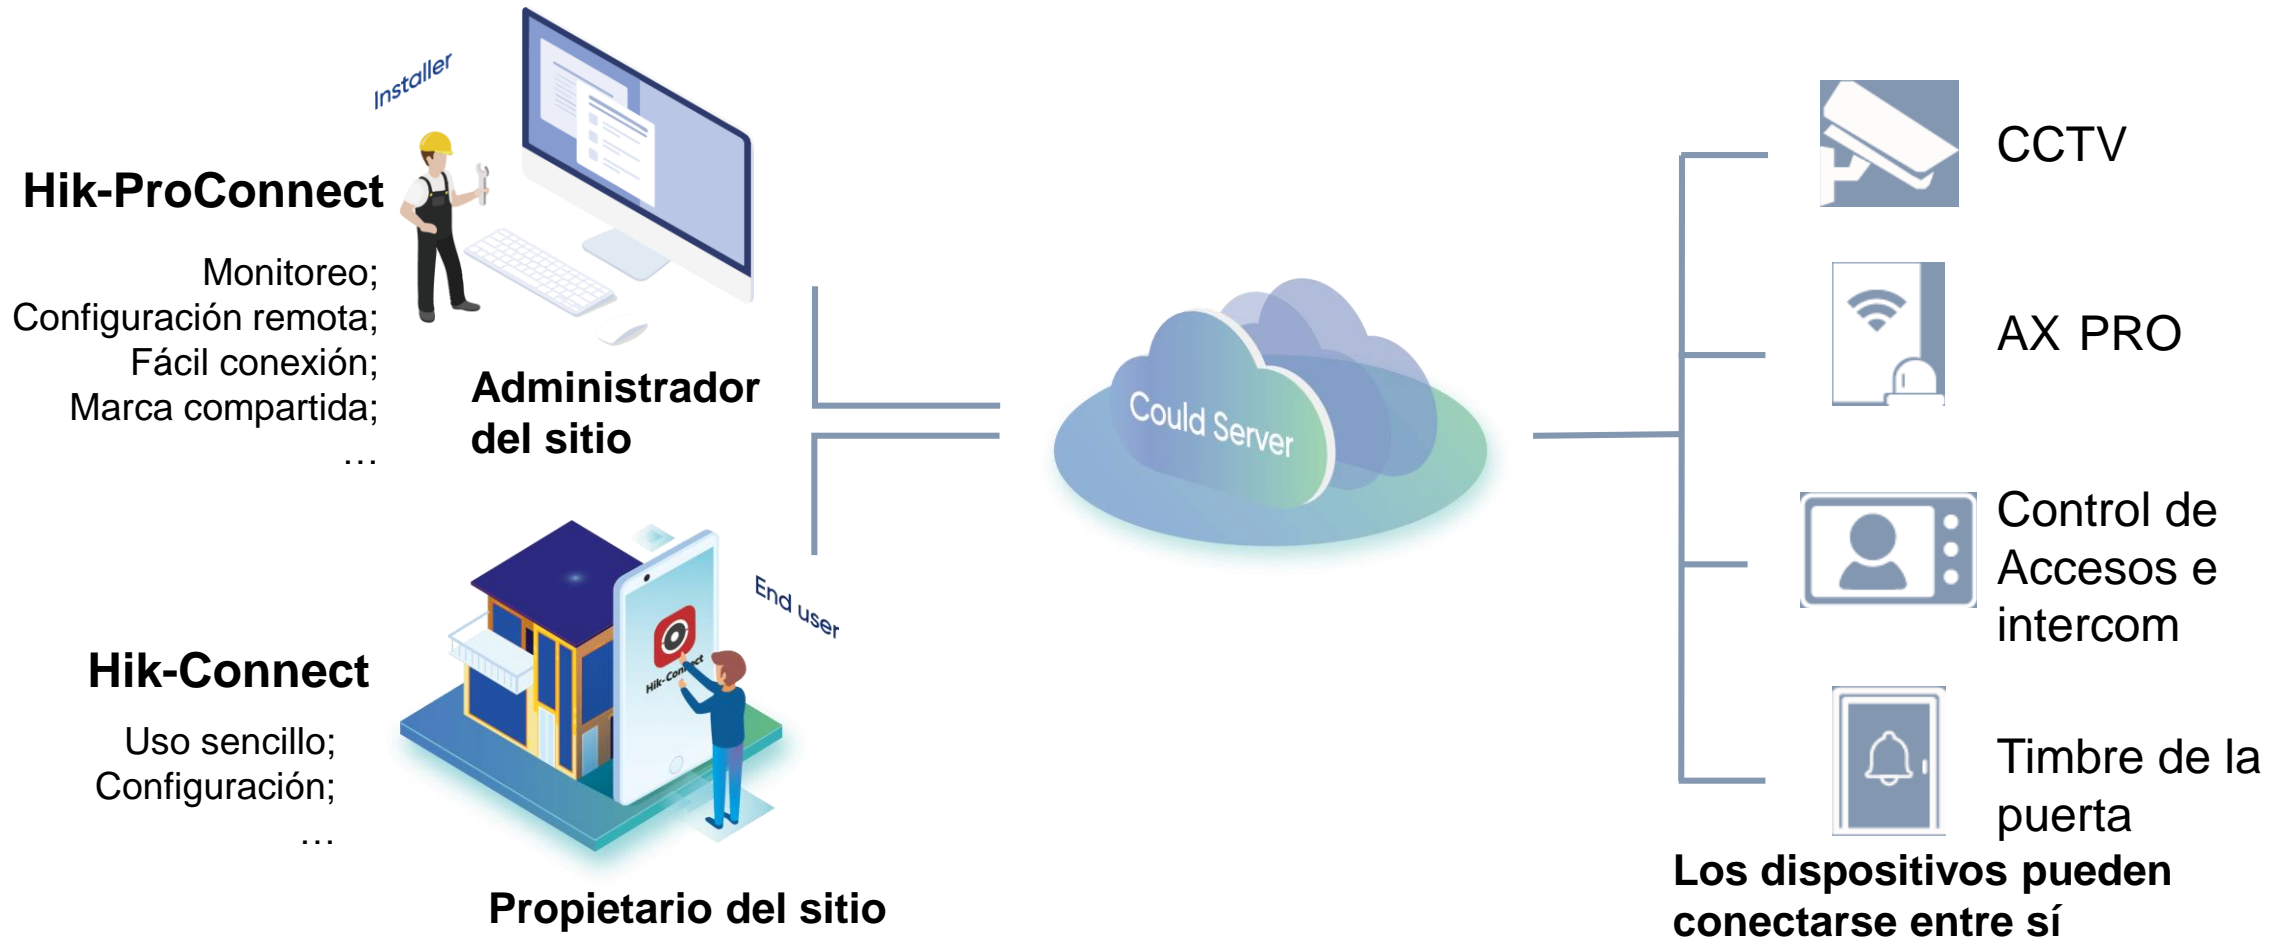 Installer
Hik-ProConnect
Monitoreo;
Configuración remota;
Fácil conexión;
Marca compartida;
…
Administrador
del sitio
Hik-Connect
Uso sencillo;
Configuración;
…
Hik-Connect
End user
Propietario del sitio
Could Server
CCTV
AX PRO
Control de
Accesos e
intercom
Timbre de la
puerta
Los dispositivos pueden
conectarse entre sí